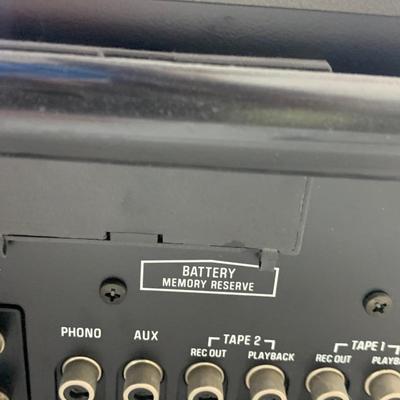 BATTERY
MEMORY RESERVE
PHONO AUX TAPE 2 TAPE 1
REC OUT PLAYBACK REC OUT